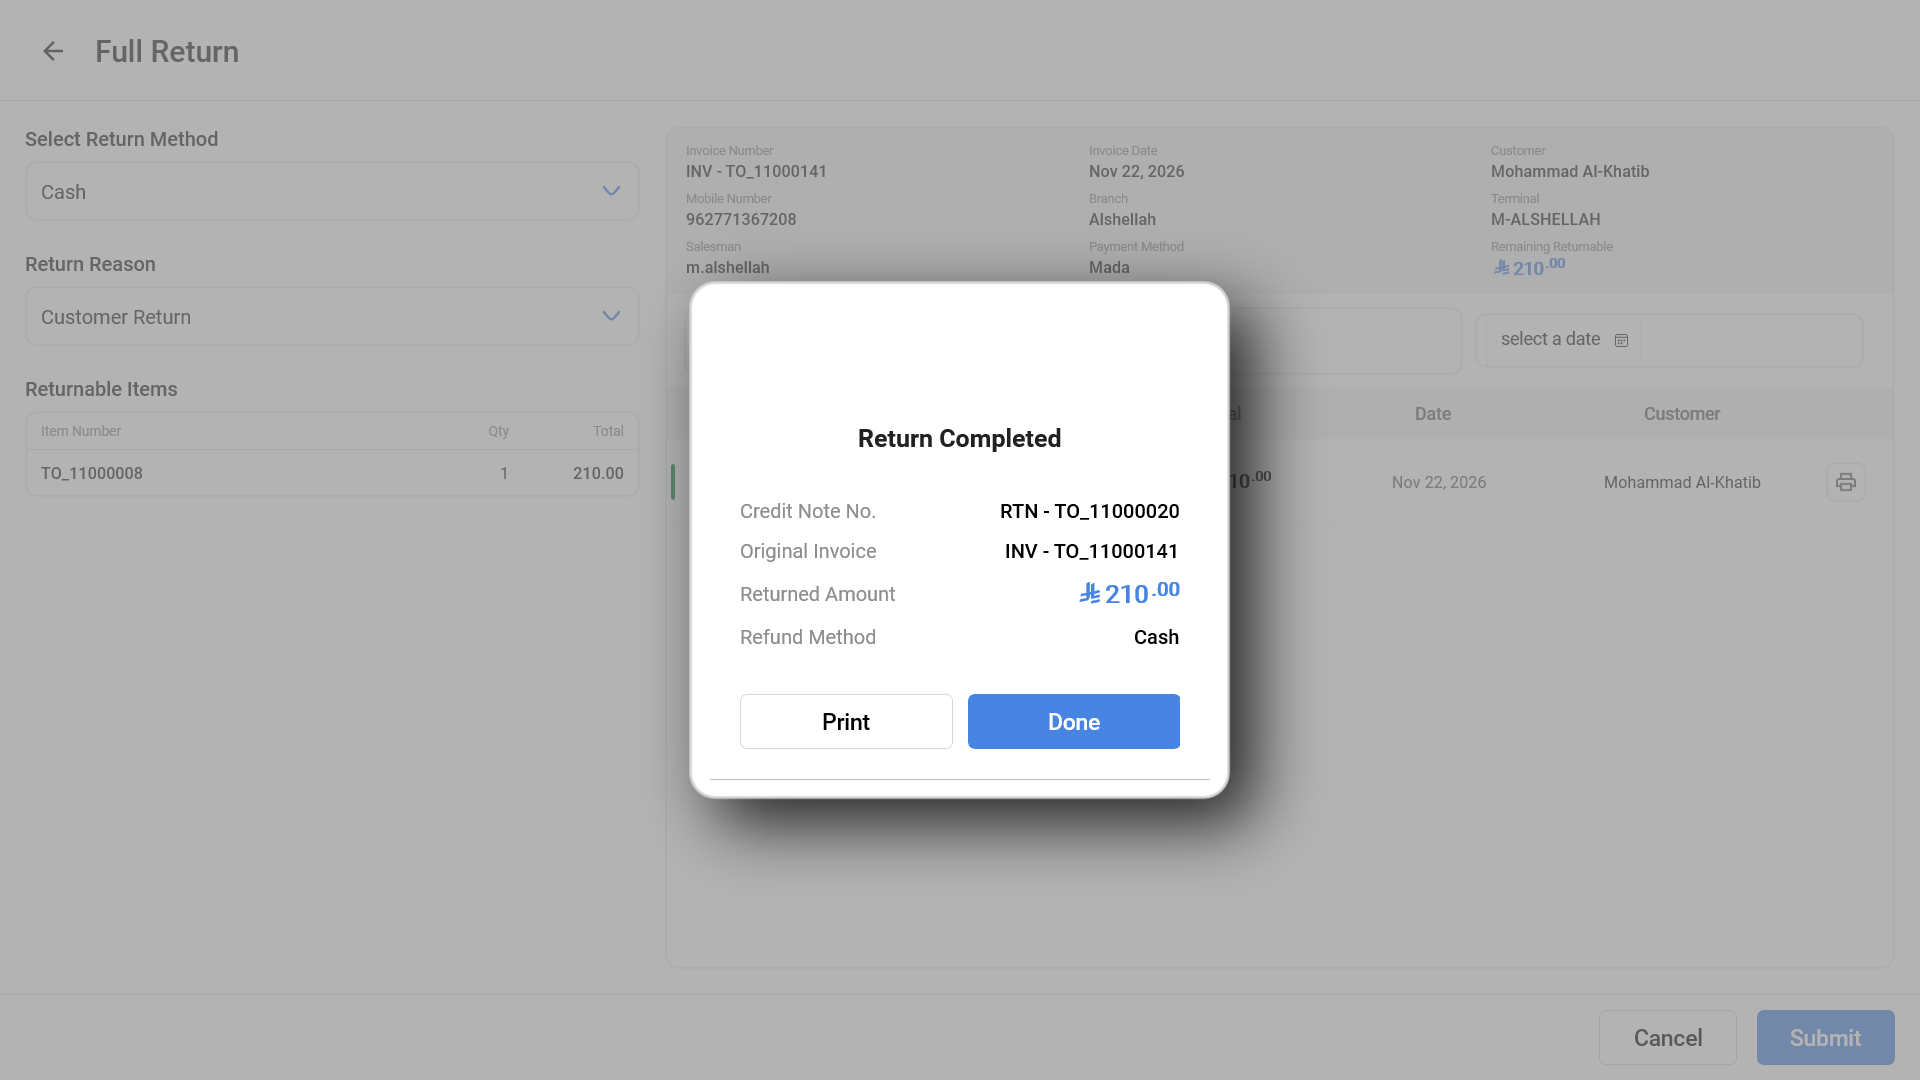 Full Return
Select Return Method
Cash
Return Reason
Customer Return
Returnable Items
Item Number Qty Total
TO_11000008 1 210.00
Invoice Number Invoice Date Customer
INV - TO_11000141 Nov 22, 2026 Mohammad Al-Khatib
Mobile Number Branch Terminal
962771367208 Alshellah M-ALSHELLAH
Salesman Payment Method Remaining Returnable
m.alshellah Mada 210.00
select a date
al Date Customer
10.00 Nov 22, 2026 Mohammad Al-Khatib
Return Completed
Credit Note No. RTN - TO_11000020
Original Invoice INV - TO_11000141
Returned Amount 210.00
Refund Method Cash
Print Done
Cancel Submit